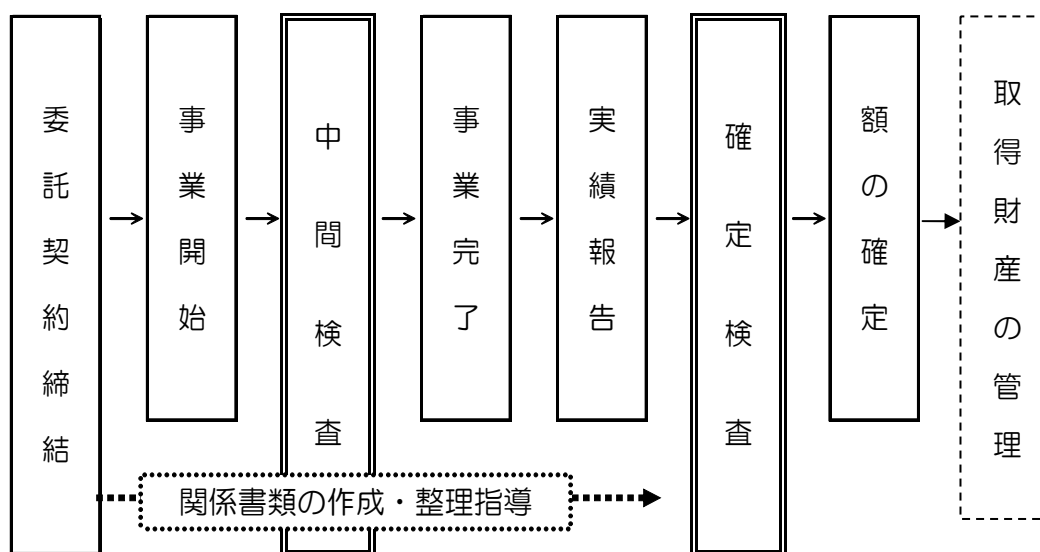 委託契約締結
事業開始
中間検査
事業完了
実績報告
確定検査
額の確定
取得財産の管理
関係書類の作成・整理指導